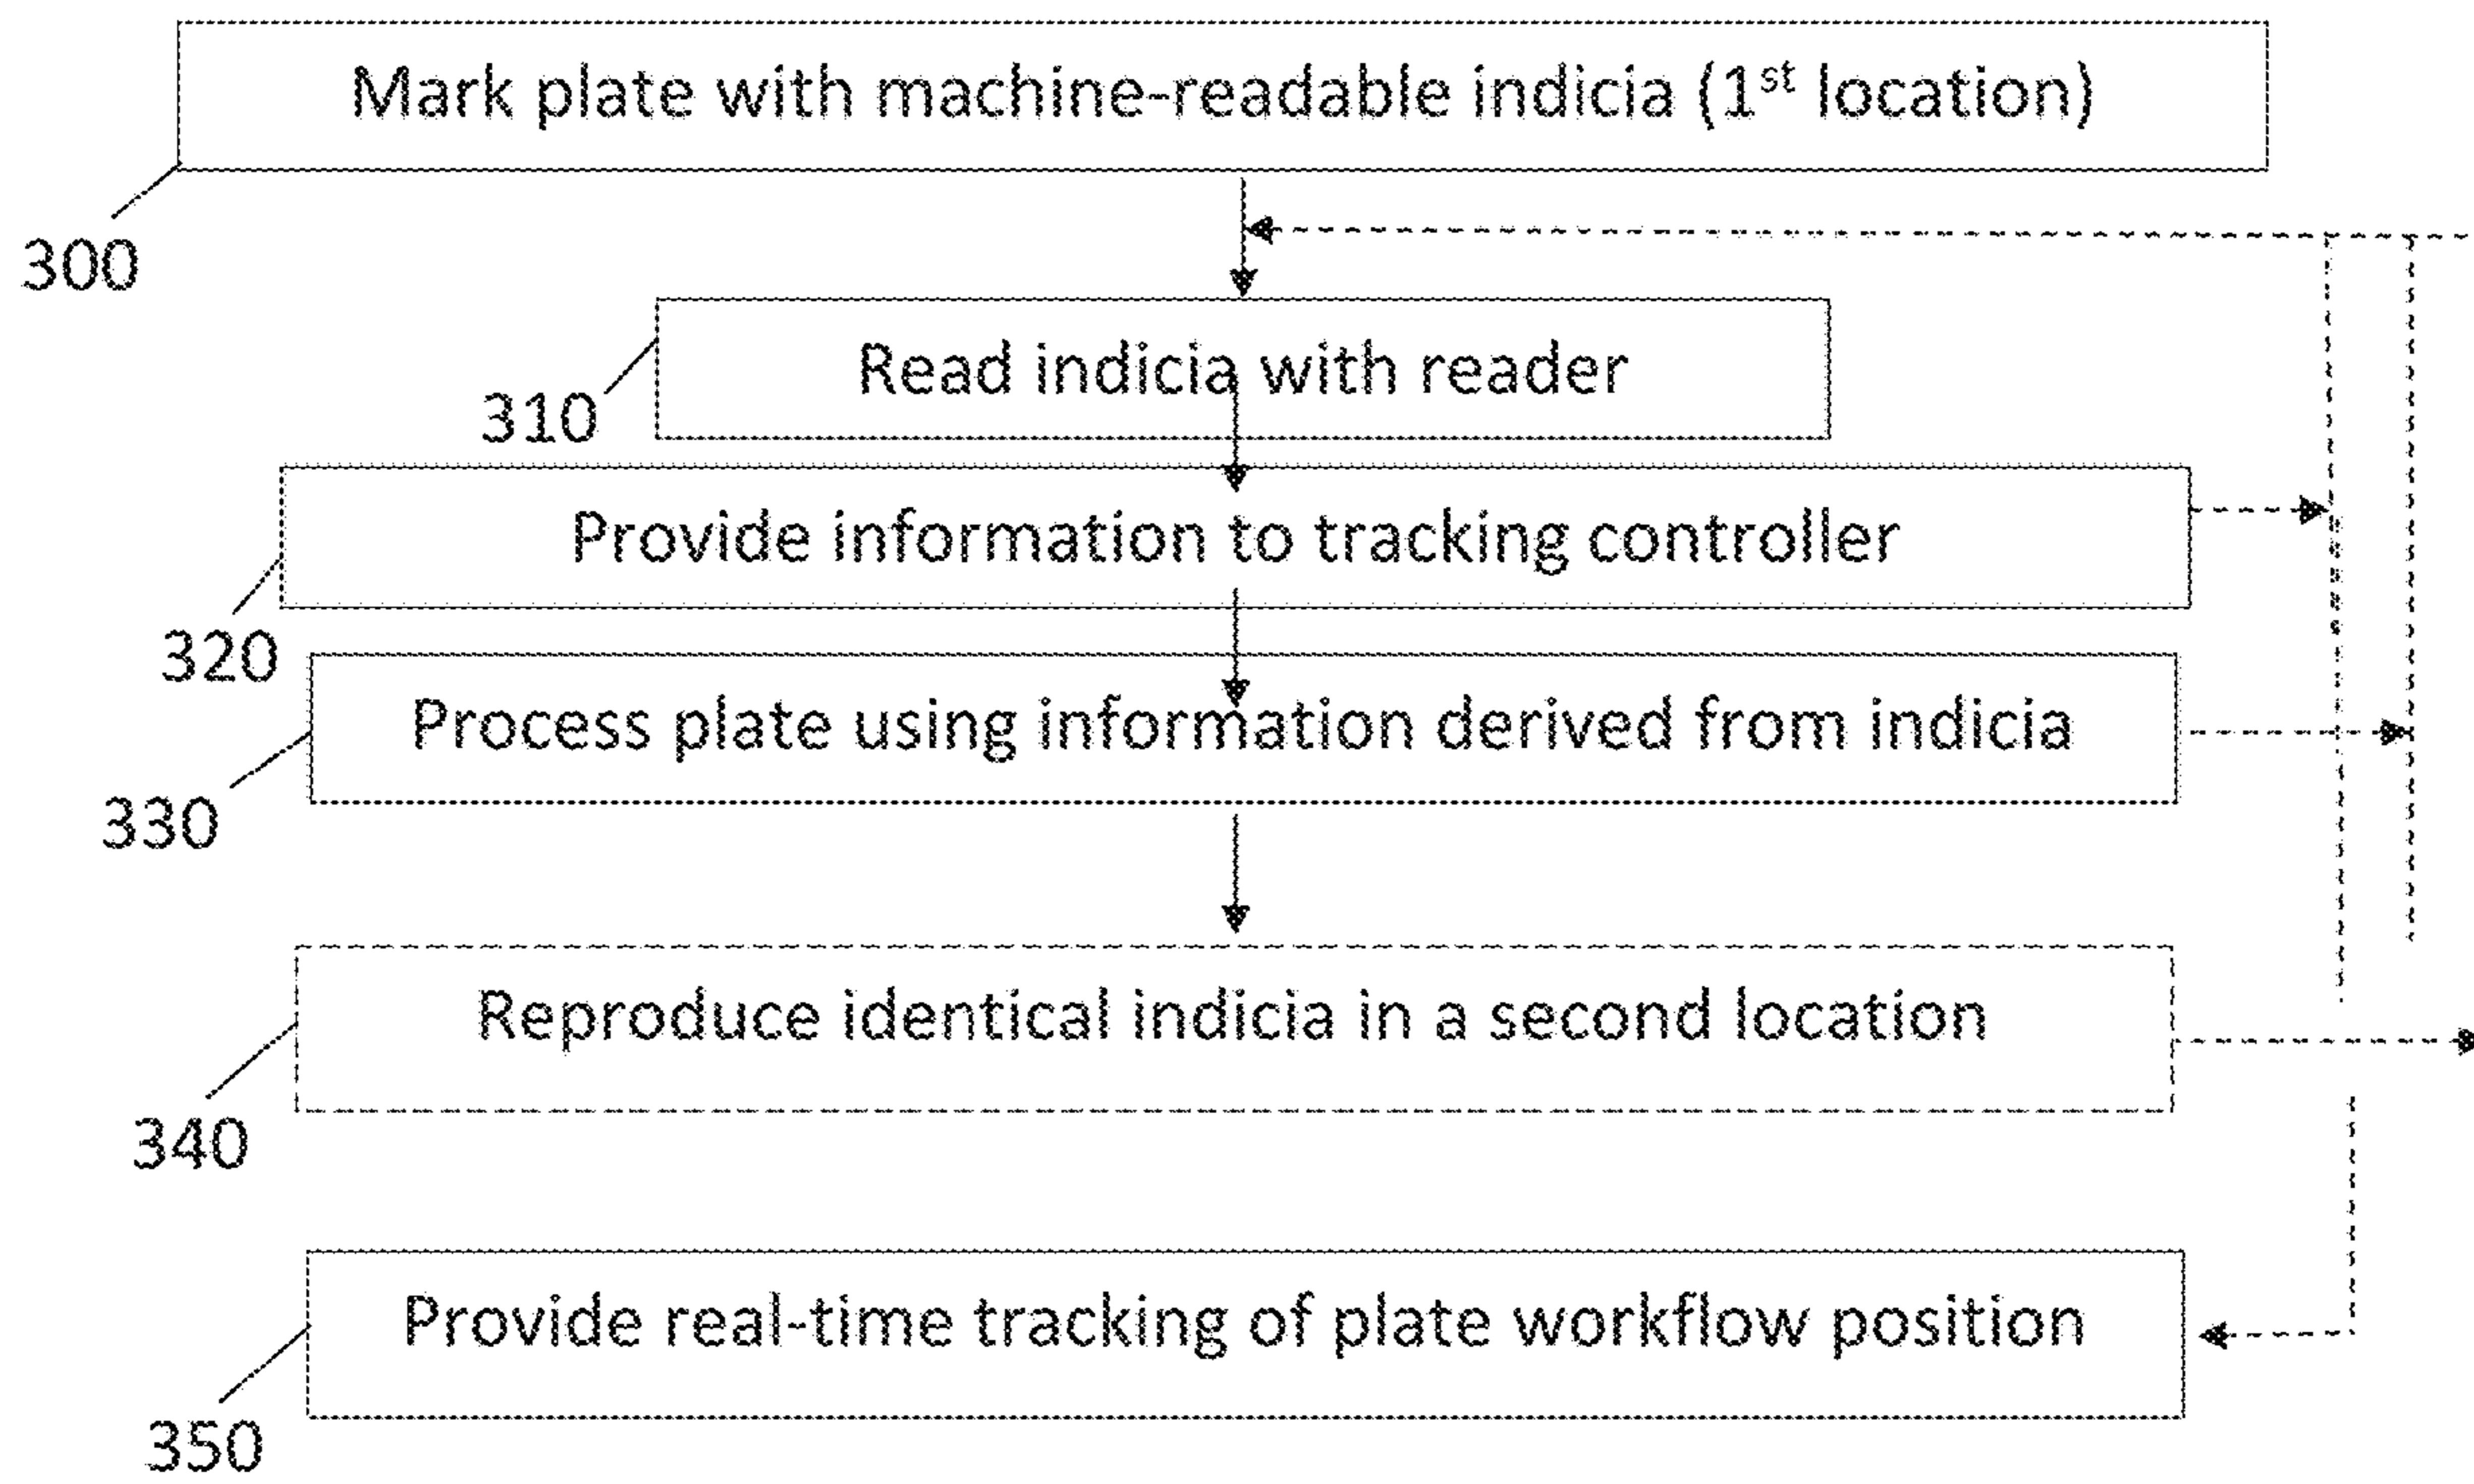 Mark plate with machine-readable indicia (1st location)
300
Read indicia with reader
310
Provide information to tracking controller
320
Process plate using information derived from indicia
330
Reproduce identical indicia in a second location
340
Provide real-time tracking of plate workflow position
350